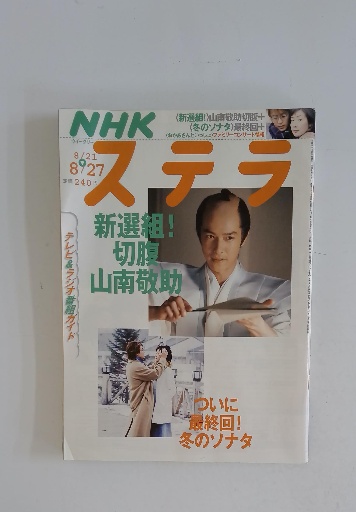 NHK
ステラ
8/21
8/27
240
(新選組!)山南敬助切腹+
(冬のソナタ)最終回+
新選組!
切腹
山南敬助
テレビ&ラジオ番組ガイド
ついに
最終回!
冬のソナタ